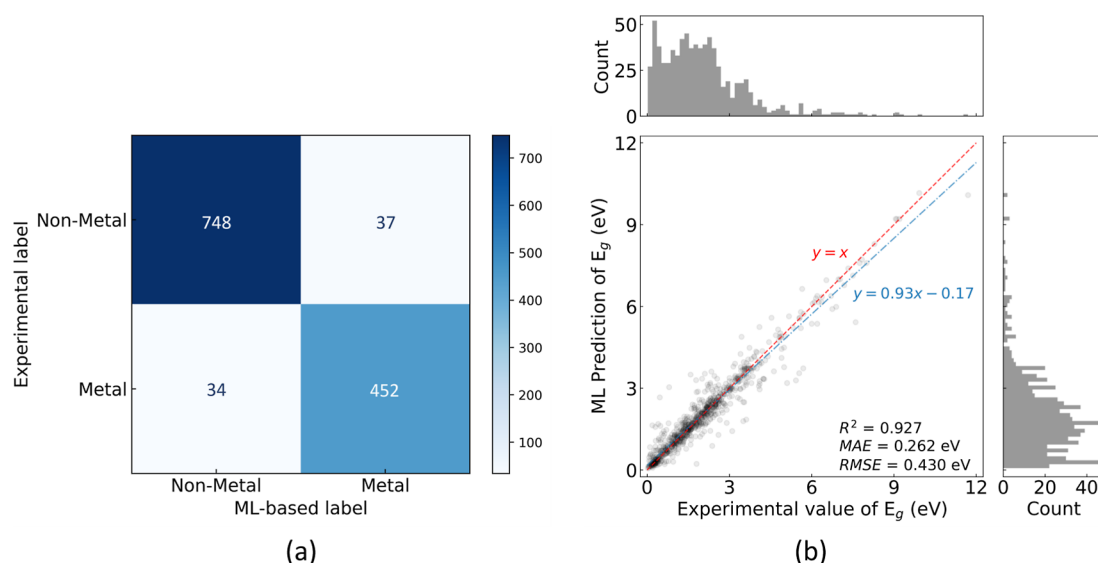 Experimental label
Non-Metal
Metal
748
37
34
452
Non-Metal
Metal
ML-based label
700
600
500
400
300
200
100
(a)
Count
50
25
0
ML Prediction of E_g (eV)
12
9
6
3
0
y = x
y = 0.93x − 0.17
R² = 0.927
MAE = 0.262 eV
RMSE = 0.430 eV
0
3
6
9
12
Experimental value of E_g (eV)
0
20
40
Count
(b)